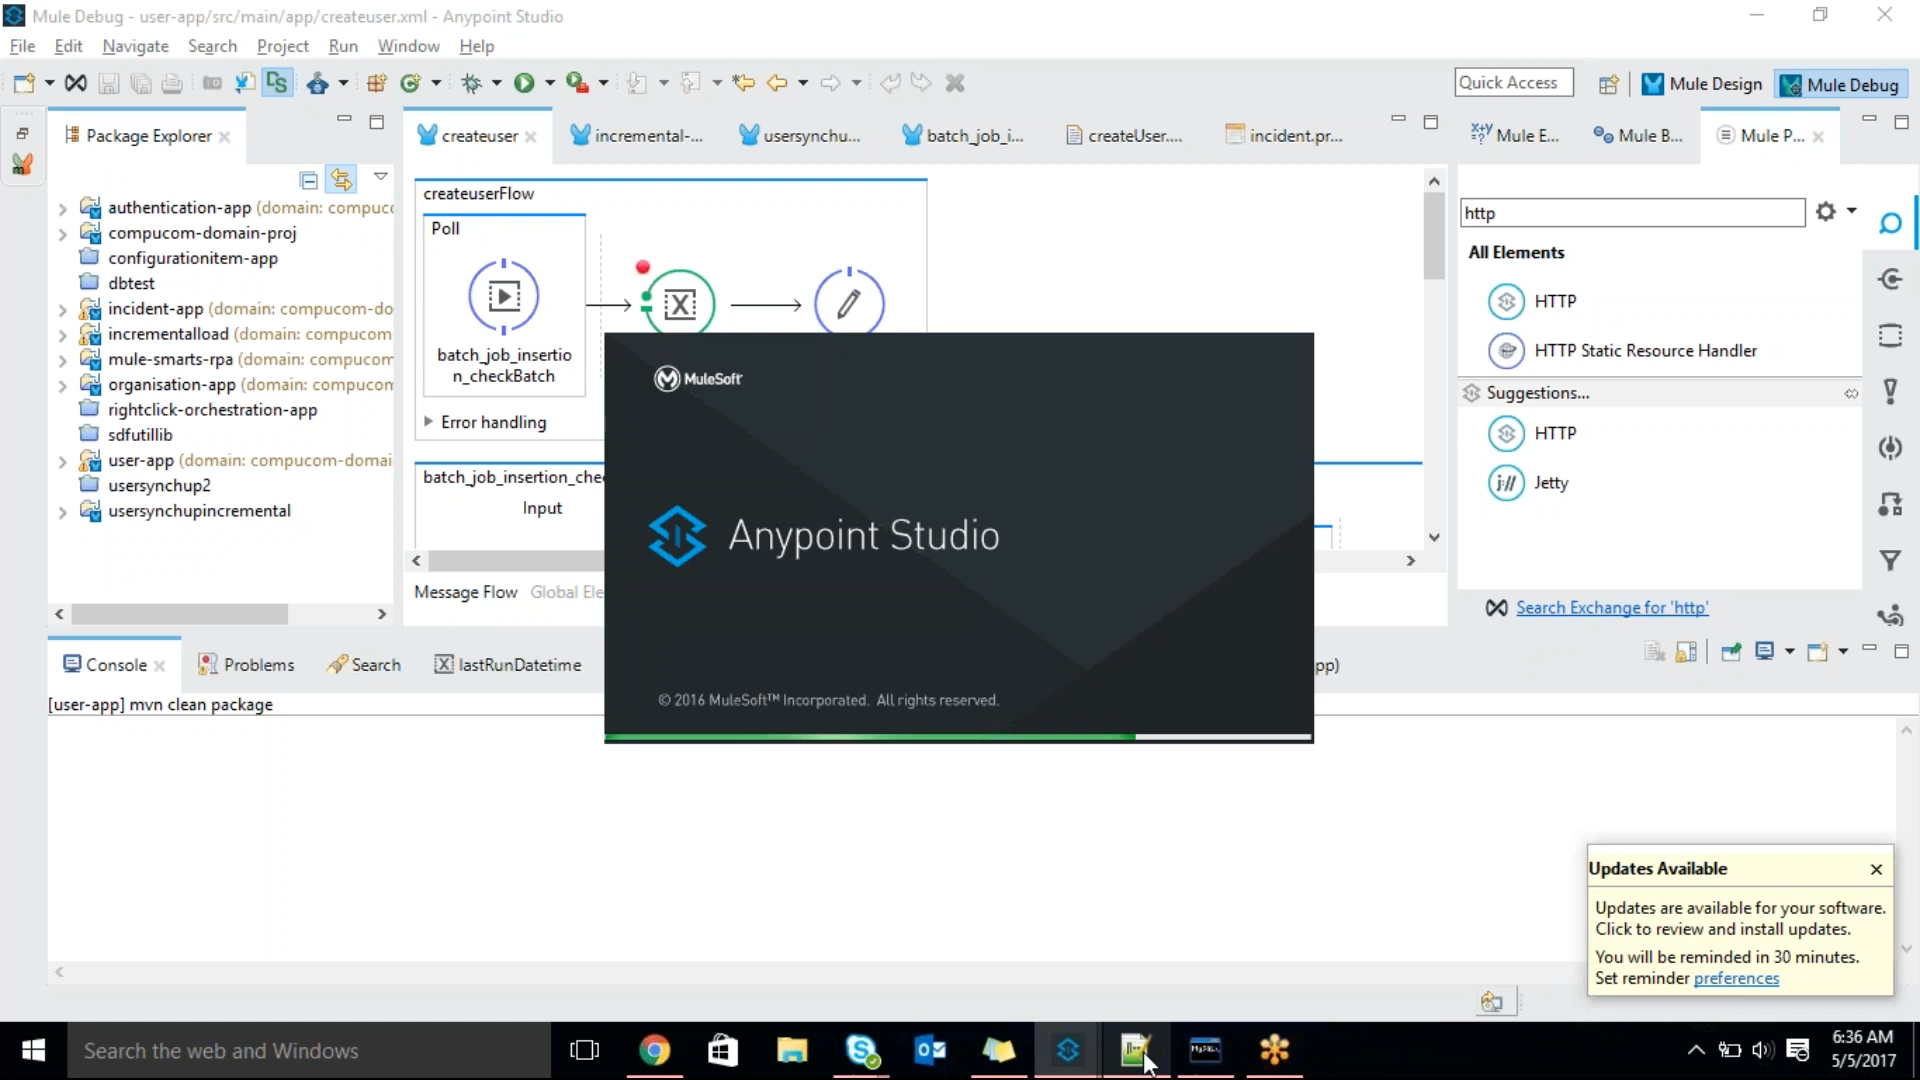 Mule Debug - user-app/src/main/app/createuser.xml - Anypoint Studio
File Edit Navigate Search Project Run Window Help
Quick Access Mule Design Mule Debug
Package Explorer
createuser incremental-... usersynchu... batch_job_i... createUser.... incident.pr...
Mule E... Mule B... Mule P...
authentication-app (domain: compuc
compucom-domain-proj
configurationitem-app
dbtest
incident-app (domain: compucom-do
incrementalload (domain: compucom
mule-smarts-rpa (domain: compucom
organisation-app (domain: compucom
rightclick-orchestration-app
sdfutillib
user-app (domain: compucom-domai
usersynchup2
usersynchupincremental
createuserFlow
Poll
batch_job_insertio
n_checkBatch
Error handling
batch_job_insertion_che
Input
Message Flow Global Ele
MuleSoft
Anypoint Studio
© 2016 MuleSoft™ Incorporated. All rights reserved.
http
All Elements
HTTP
HTTP Static Resource Handler
Suggestions...
HTTP
j:// Jetty
Search Exchange for 'http'
Console Problems Search lastRunDatetime pp)
[user-app] mvn clean package
Updates Available
Updates are available for your software.
Click to review and install updates.
You will be reminded in 30 minutes.
Set reminder preferences
Search the web and Windows
6:36 AM
5/5/2017